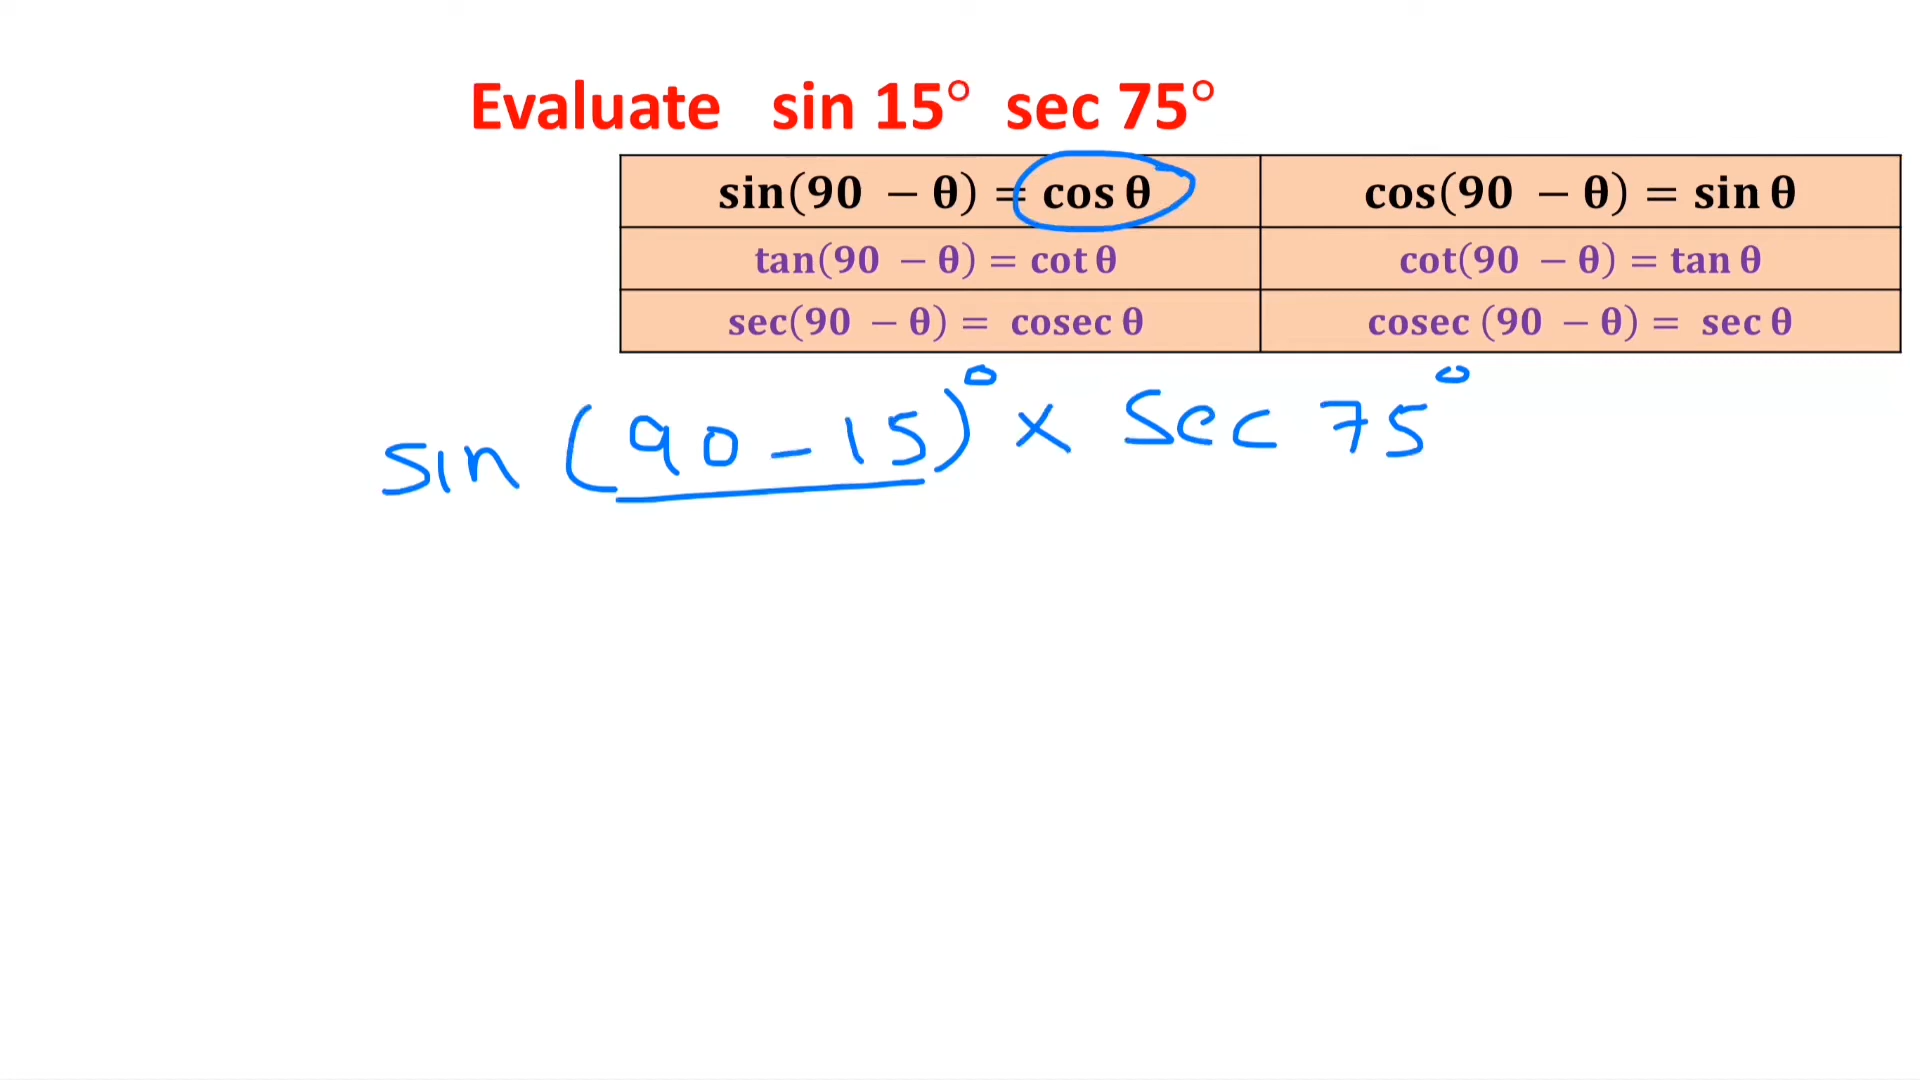 Evaluate sin 15° sec 75°
sin(90 − θ) = cos θ
cos(90 − θ) = sin θ
tan(90 − θ) = cot θ
cot(90 − θ) = tan θ
sec(90 − θ) = cosec θ
cosec (90 − θ) = sec θ
sin (90 − 15)° × sec 75°